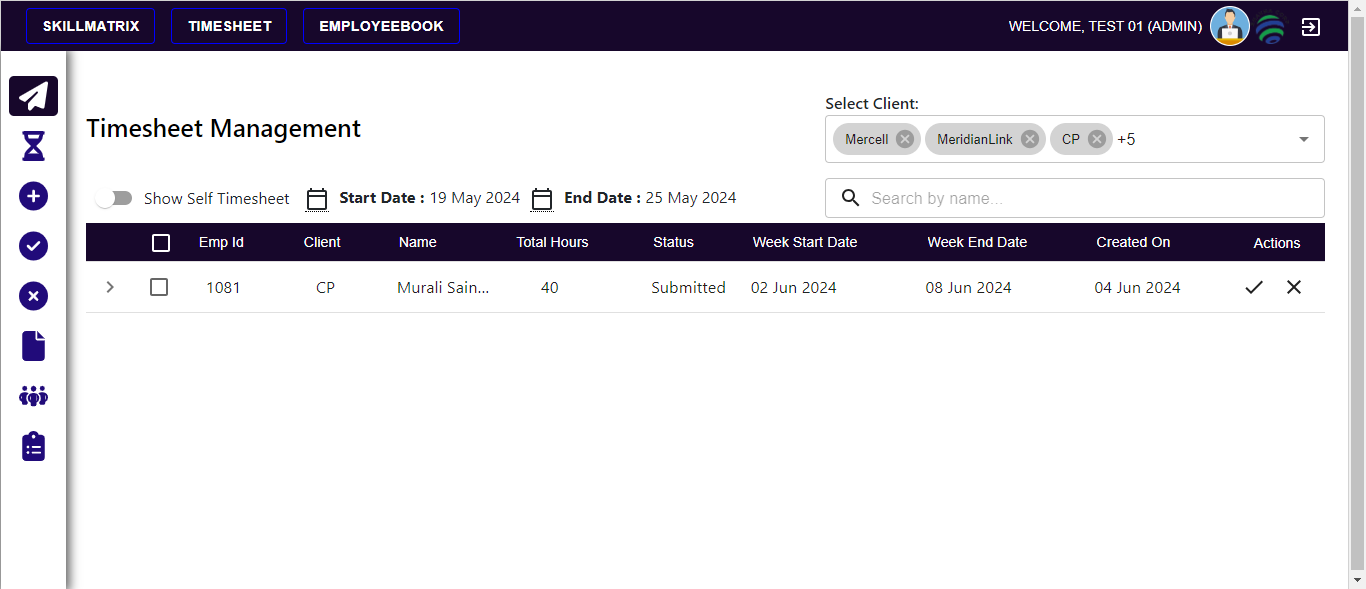 SKILLMATRIX TIMESHEET EMPLOYEEBOOK WELCOME, TEST 01 (ADMIN)
Select Client:
Timesheet Management
Mercell MeridianLink CP +5
Show Self Timesheet Start Date : 19 May 2024 End Date : 25 May 2024 Search by name...
Emp Id Client Name Total Hours Status Week Start Date Week End Date Created On Actions
1081 CP Murali Sain... 40 Submitted 02 Jun 2024 08 Jun 2024 04 Jun 2024